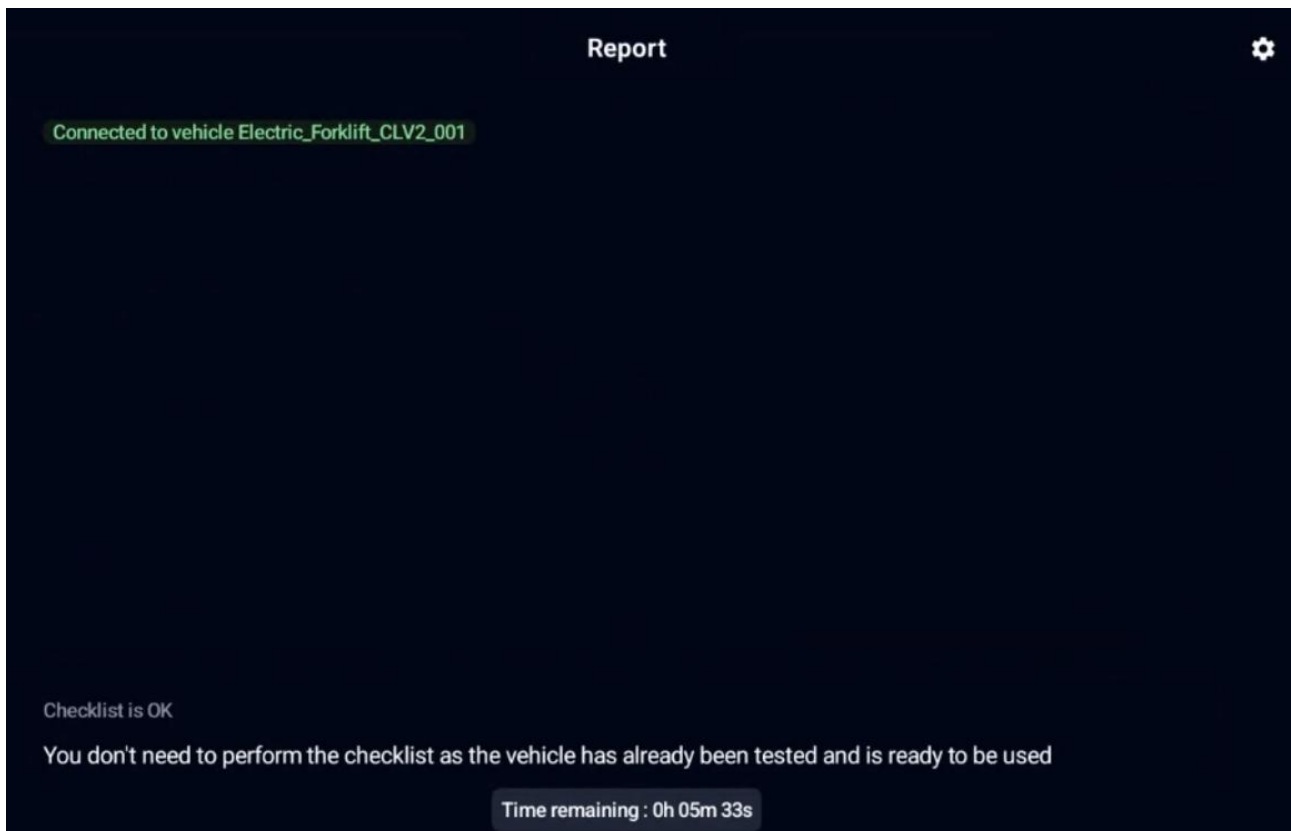 Report
Connected to vehicle Electric_Forklift_CLV2_001
Checklist is OK
You don't need to perform the checklist as the vehicle has already been tested and is ready to be used
Time remaining : 0h 05m 33s